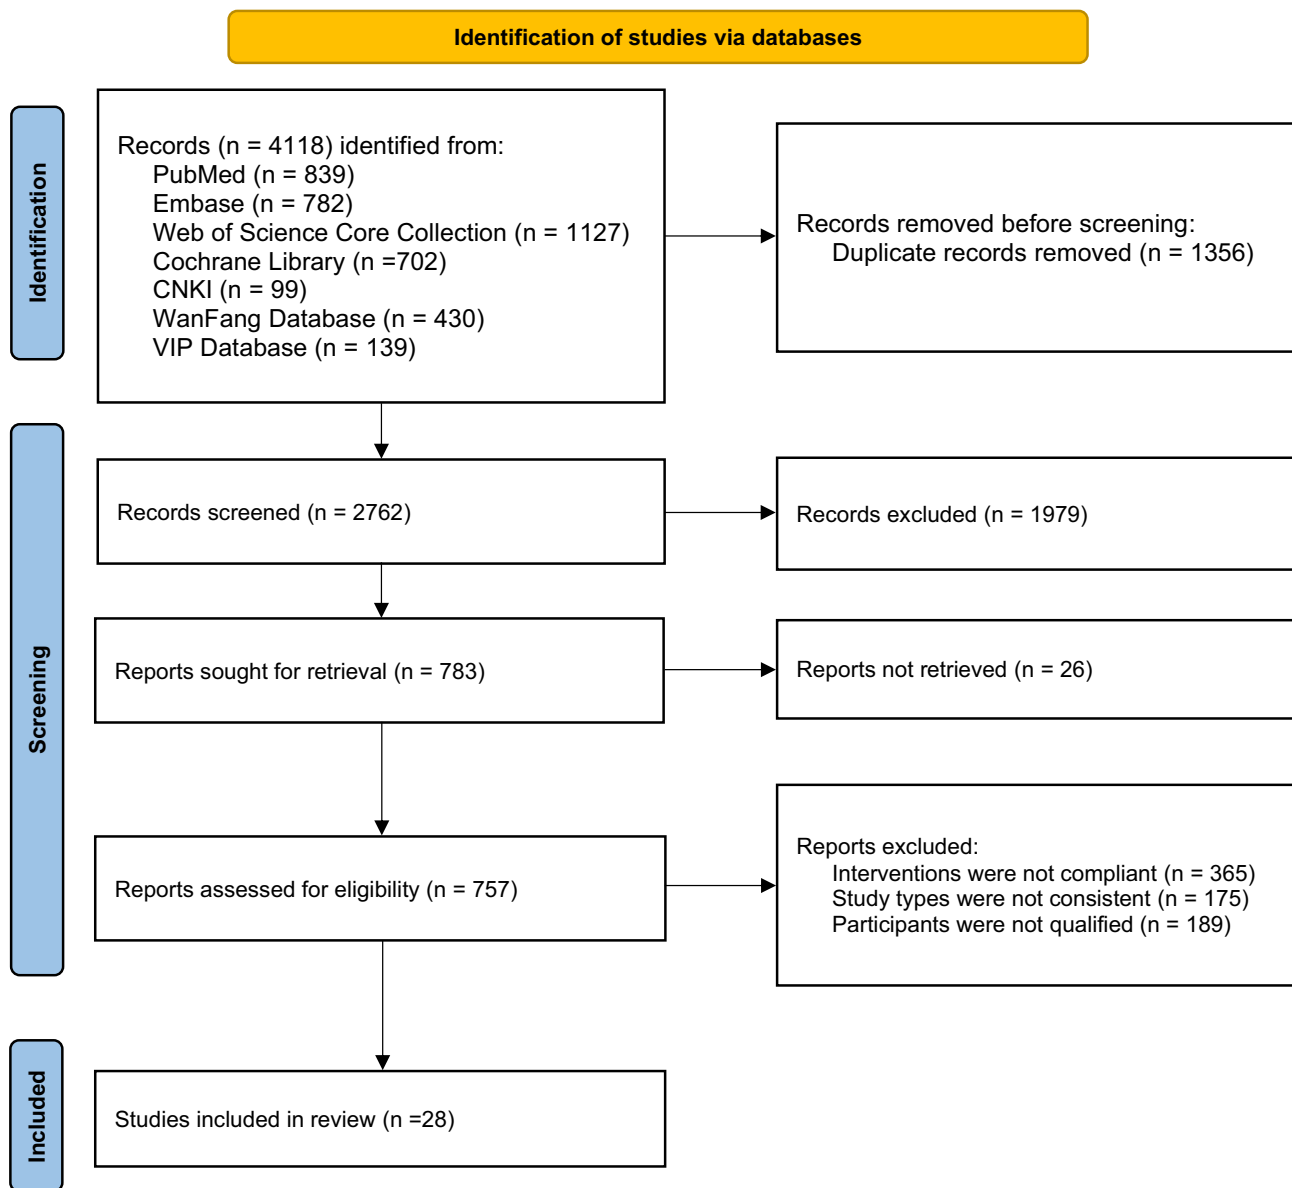 Identification of studies via databases
Identification
Records (n = 4118) identified from:
PubMed (n = 839)
Embase (n = 782)
Web of Science Core Collection (n = 1127)
Cochrane Library (n =702)
CNKI (n = 99)
WanFang Database (n = 430)
VIP Database (n = 139)
Records removed before screening:
Duplicate records removed (n = 1356)
Screening
Records screened (n = 2762)
Records excluded (n = 1979)
Reports sought for retrieval (n = 783)
Reports not retrieved (n = 26)
Reports assessed for eligibility (n = 757)
Reports excluded:
Interventions were not compliant (n = 365)
Study types were not consistent (n = 175)
Participants were not qualified (n = 189)
Included
Studies included in review (n =28)